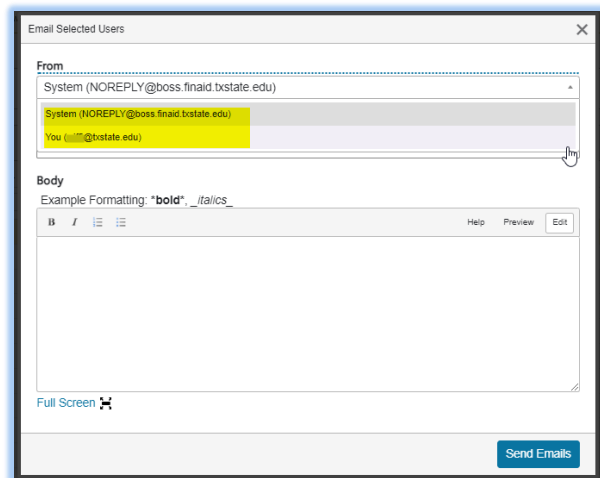 Email Selected Users
From
System (NOREPLY@boss.finaid.txstate.edu)
System (NOREPLY@boss.finaid.txstate.edu)
You (@txstate.edu)
Body
Example Formatting: *bold*, _italics_
B I Help Preview Edit
Full Screen
Send Emails